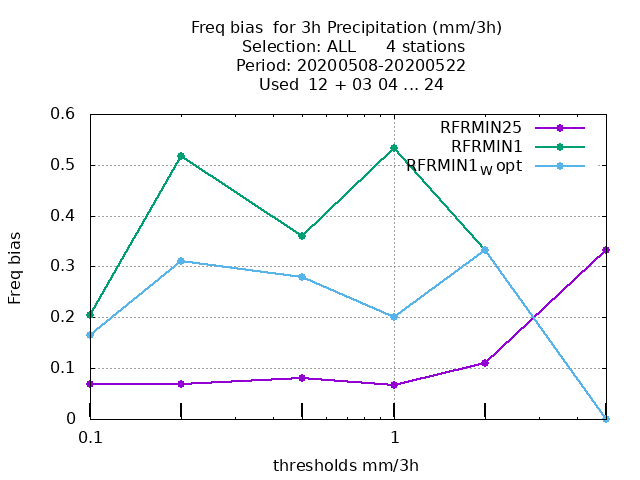 Freq bias  for 3h Precipitation (mm/3h)
Selection: ALL      4 stations
Period: 20200508-20200522
Used  12 + 03 04 ... 24
RFRMIN25
RFRMIN1
RFRMIN1w opt
0.6
0.5
0.4
0.3
0.2
0.1
0
Freq bias
0.1 1
thresholds mm/3h